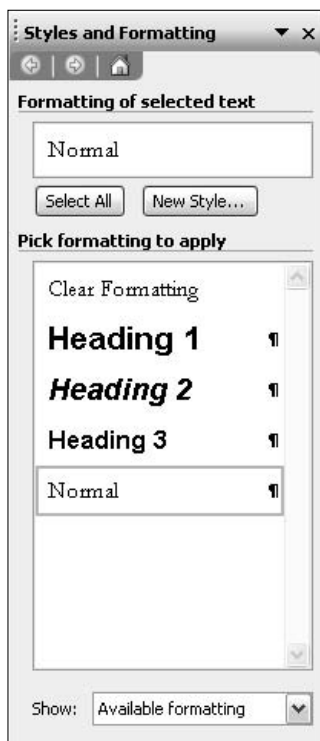 Styles and Formatting
Formatting of selected text
Normal
Select All New Style...
Pick formatting to apply
Clear Formatting
Heading 1 ¶
Heading 2 ¶
Heading 3 ¶
Normal ¶
Show: Available formatting